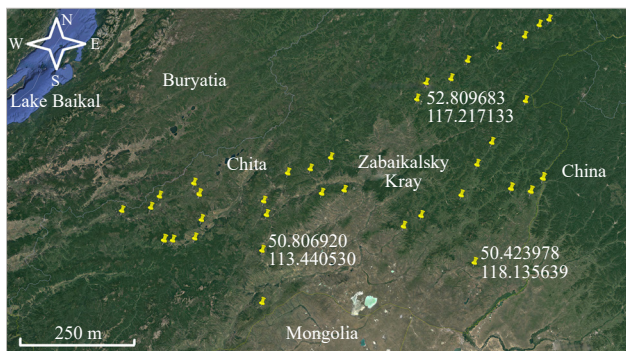 N
W E
S
Lake Baikal
Buryatia
52.809683
117.217133
Chita
Zabaikalsky
Kray
China
50.806920
113.440530
50.423978
118.135639
250 m
Mongolia